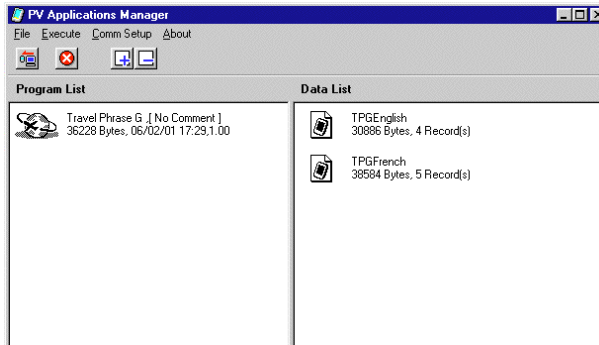 PV Applications Manager
File Execute Comm Setup About
Program List
Data List
Travel Phrase G ,[ No Comment ]
36228 Bytes, 06/02/01 17:29,1.00
TPGEnglish
30886 Bytes, 4 Record(s)
TPGFrench
38584 Bytes, 5 Record(s)